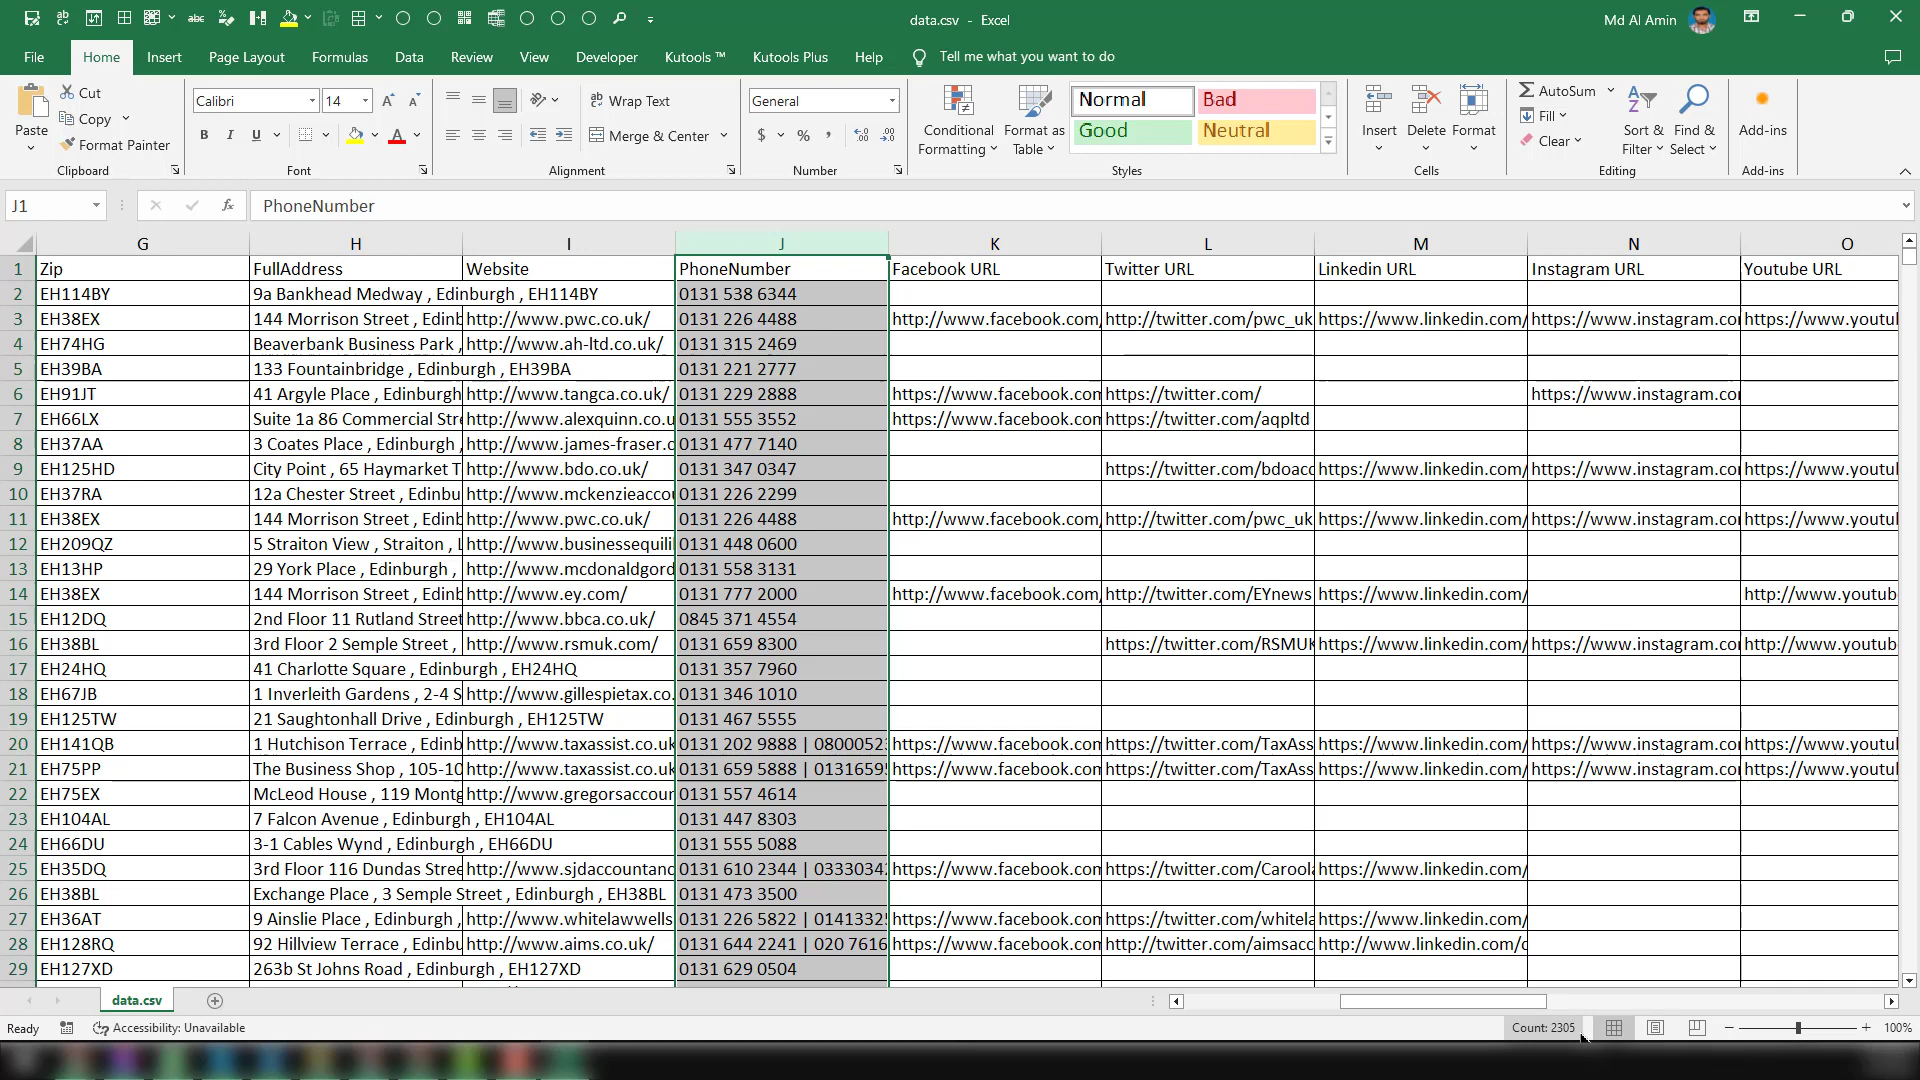 data.csv - Excel
Md Al Amin
File Home Insert Page Layout Formulas Data Review View Developer Kutools ™ Kutools Plus Help Tell me what you want to do
Paste
Cut
Copy
Format Painter
Clipboard
Calibri 14
B I U
Font
Wrap Text
Merge & Center
Alignment
General
$ % ,
Number
Conditional Formatting
Format as Table
Normal Bad
Good Neutral
Styles
Insert Delete Format
Cells
AutoSum
Fill
Clear
Sort & Filter
Find & Select
Editing
Add-ins
Add-ins
J1 fx PhoneNumber
G H I J K L M N O
1 Zip FullAddress Website PhoneNumber Facebook URL Twitter URL Linkedin URL Instagram URL Youtube URL
2 EH114BY 9a Bankhead Medway , Edinburgh , EH114BY 0131 538 6344
3 EH38EX 144 Morrison Street , Edinb http://www.pwc.co.uk/ 0131 226 4488 http://www.facebook.com/ http://twitter.com/pwc_uk https://www.linkedin.com/ https://www.instagram.co https://www.youtu
4 EH74HG Beaverbank Business Park , http://www.ah-ltd.co.uk/ 0131 315 2469
5 EH39BA 133 Fountainbridge , Edinburgh , EH39BA 0131 221 2777
6 EH91JT 41 Argyle Place , Edinburgh http://www.tangca.co.uk/ 0131 229 2888 https://www.facebook.com https://twitter.com/ https://www.instagram.co
7 EH66LX Suite 1a 86 Commercial Stre http://www.alexquinn.co.u 0131 555 3552 https://www.facebook.com https://twitter.com/aqpltd
8 EH37AA 3 Coates Place , Edinburgh , http://www.james-fraser.c 0131 477 7140
9 EH125HD City Point , 65 Haymarket T http://www.bdo.co.uk/ 0131 347 0347 https://twitter.com/bdoacc https://www.linkedin.com/ https://www.instagram.co https://www.youtu
10 EH37RA 12a Chester Street , Edinbu http://www.mckenzieaccou 0131 226 2299
11 EH38EX 144 Morrison Street , Edinb http://www.pwc.co.uk/ 0131 226 4488 http://www.facebook.com/ http://twitter.com/pwc_uk https://www.linkedin.com/ https://www.instagram.co https://www.youtu
12 EH209QZ 5 Straiton View , Straiton , L http://www.businessequili 0131 448 0600
13 EH13HP 29 York Place , Edinburgh , http://www.mcdonaldgord 0131 558 3131
14 EH38EX 144 Morrison Street , Edinb http://www.ey.com/ 0131 777 2000 http://www.facebook.com/ http://twitter.com/EYnews https://www.linkedin.com/ http://www.youtub
15 EH12DQ 2nd Floor 11 Rutland Street http://www.bbca.co.uk/ 0845 371 4554
16 EH38BL 3rd Floor 2 Semple Street , http://www.rsmuk.com/ 0131 659 8300 https://twitter.com/RSMUK https://www.linkedin.com/ https://www.instagram.co http://www.youtub
17 EH24HQ 41 Charlotte Square , Edinburgh , EH24HQ 0131 357 7960
18 EH67JB 1 Inverleith Gardens , 2-4 S http://www.gillespietax.co. 0131 346 1010
19 EH125TW 21 Saughtonhall Drive , Edinburgh , EH125TW 0131 467 5555
20 EH141QB 1 Hutchison Terrace , Edinb http://www.taxassist.co.uk 0131 202 9888 | 0800052 https://www.facebook.com https://twitter.com/TaxAss https://www.linkedin.com/ https://www.instagram.co https://www.youtu
21 EH75PP The Business Shop , 105-10 http://www.taxassist.co.uk 0131 659 5888 | 0131659 https://www.facebook.com https://twitter.com/TaxAss https://www.linkedin.com/ https://www.instagram.co https://www.youtu
22 EH75EX McLeod House , 119 Montg http://www.gregorsaccour 0131 557 4614
23 EH104AL 7 Falcon Avenue , Edinburgh , EH104AL 0131 447 8303
24 EH66DU 3-1 Cables Wynd , Edinburgh , EH66DU 0131 555 5088
25 EH35DQ 3rd Floor 116 Dundas Stree http://www.sjdaccountanc 0131 610 2344 | 0333034 https://www.facebook.com https://twitter.com/Carool https://www.linkedin.com/
26 EH38BL Exchange Place , 3 Semple Street , Edinburgh , EH38BL 0131 473 3500
27 EH36AT 9 Ainslie Place , Edinburgh , http://www.whitelawwells 0131 226 5822 | 0141332 https://www.facebook.com https://twitter.com/whitela https://www.linkedin.com/
28 EH128RQ 92 Hillview Terrace , Edinbu http://www.aims.co.uk/ 0131 644 2241 | 020 7616 https://www.facebook.com http://twitter.com/aimsacc http://www.linkedin.com/c
29 EH127XD 263b St Johns Road , Edinburgh , EH127XD 0131 629 0504
data.csv
Ready Accessibility: Unavailable Count: 2305 100%